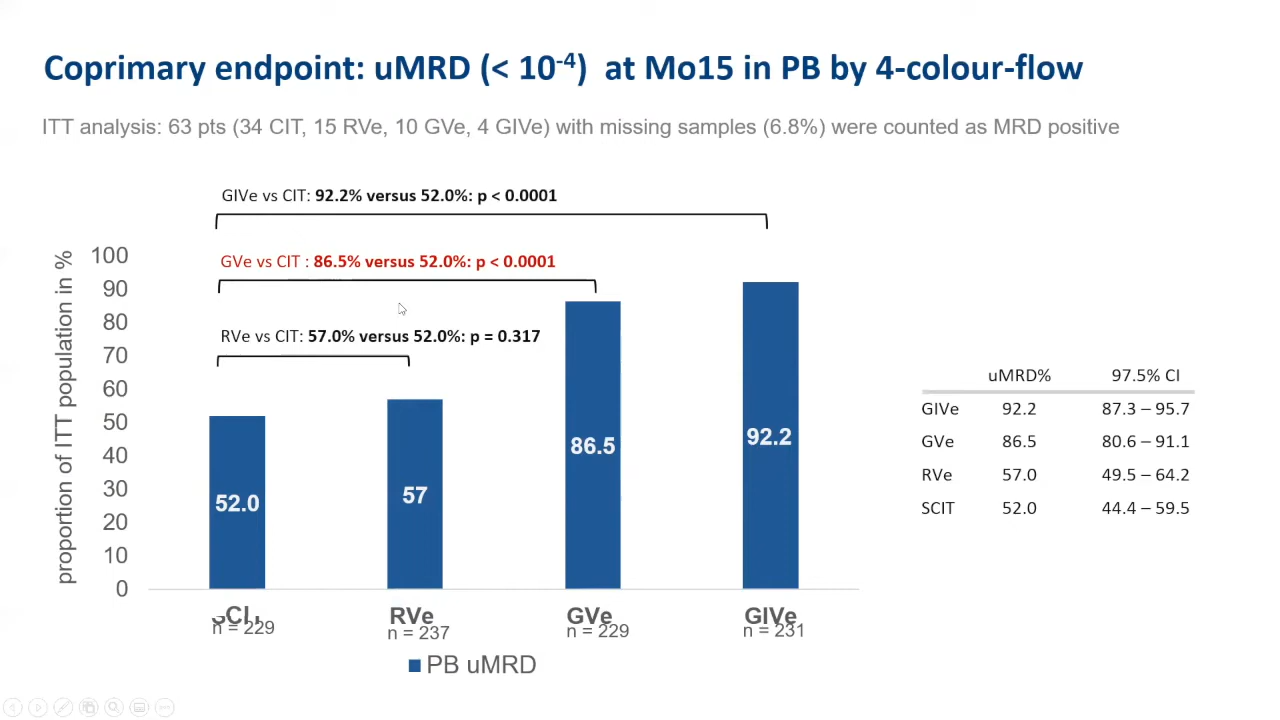 Coprimary endpoint: uMRD (< 10⁻⁴) at Mo15 in PB by 4-colour-flow
ITT analysis: 63 pts (34 CIT, 15 RVe, 10 GVe, 4 GIVe) with missing samples (6.8%) were counted as MRD positive
GIVe vs CIT: 92.2% versus 52.0%: p < 0.0001
GVe vs CIT : 86.5% versus 52.0%: p < 0.0001
RVe vs CIT: 57.0% versus 52.0%: p = 0.317
proportion of ITT population in %
100
90
80
70
60
50
40
30
20
10
0
52.0
57
86.5
92.2
RVe
GVe
GIVe
n = 229
n = 237
n = 229
n = 231
PB uMRD
uMRD% 97.5% CI
GIVe 92.2 87.3 – 95.7
GVe 86.5 80.6 – 91.1
RVe 57.0 49.5 – 64.2
SCIT 52.0 44.4 – 59.5